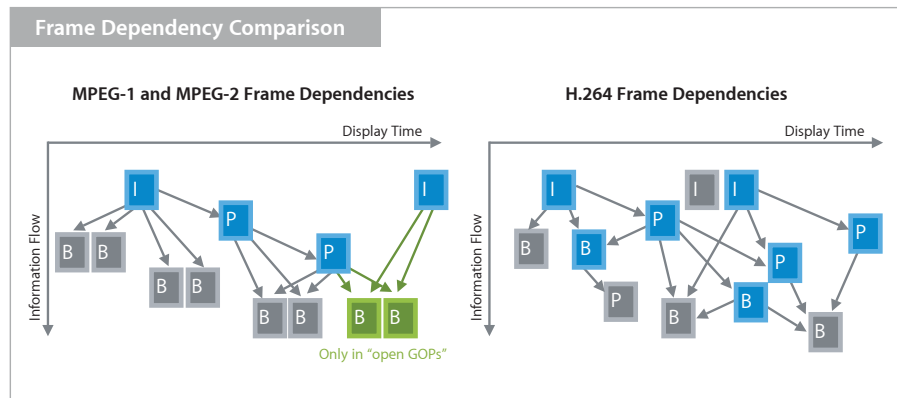 Frame Dependency Comparison
MPEG-1 and MPEG-2 Frame Dependencies
Display Time
Information Flow
I
I
P
B
B
P
B
B
B
B
B
B
Only in “open GOPs”
H.264 Frame Dependencies
Display Time
Information Flow
I
I
I
P
P
B
B
P
P
B
B
B